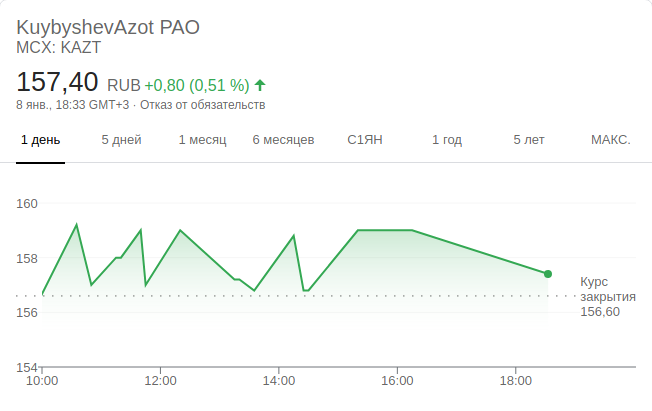 KuybyshevAzot PAO
MCX: KAZT
157,40 RUB +0,80 (0,51 %)
8 янв., 18:33 GMT+3 · Отказ от обязательств
1 день 5 дней 1 месяц 6 месяцев С1ЯН 1 год 5 лет МАКС.
160
158
156
154
Курс
закрытия
156,60
10:00 12:00 14:00 16:00 18:00